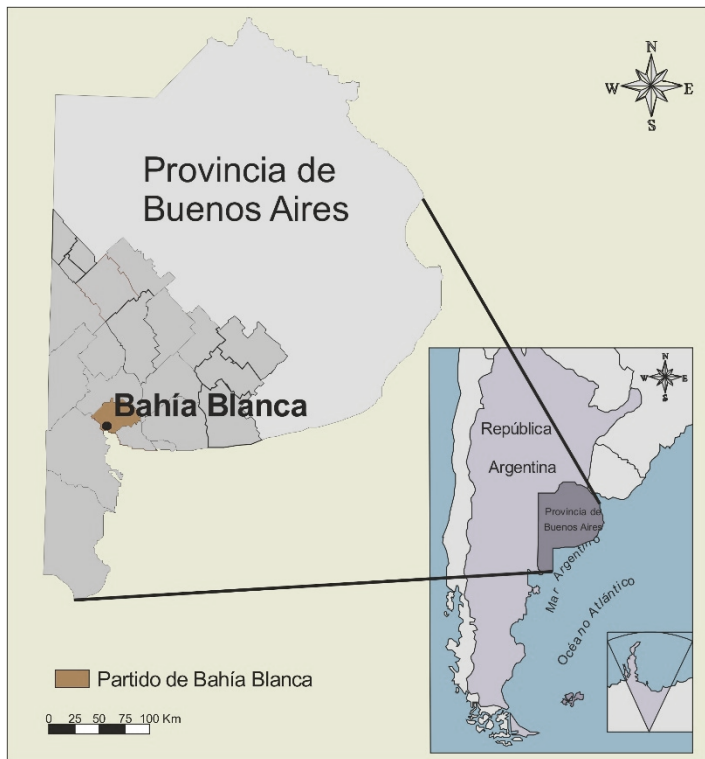 N
W E
S
Provincia de
Buenos Aires
Bahía Blanca
N
W E
S
República
Argentina
Provincia de
Buenos Aires
Mar Argentino
Océano Atlántico
Partido de Bahía Blanca
0 25 50 75 100 Km